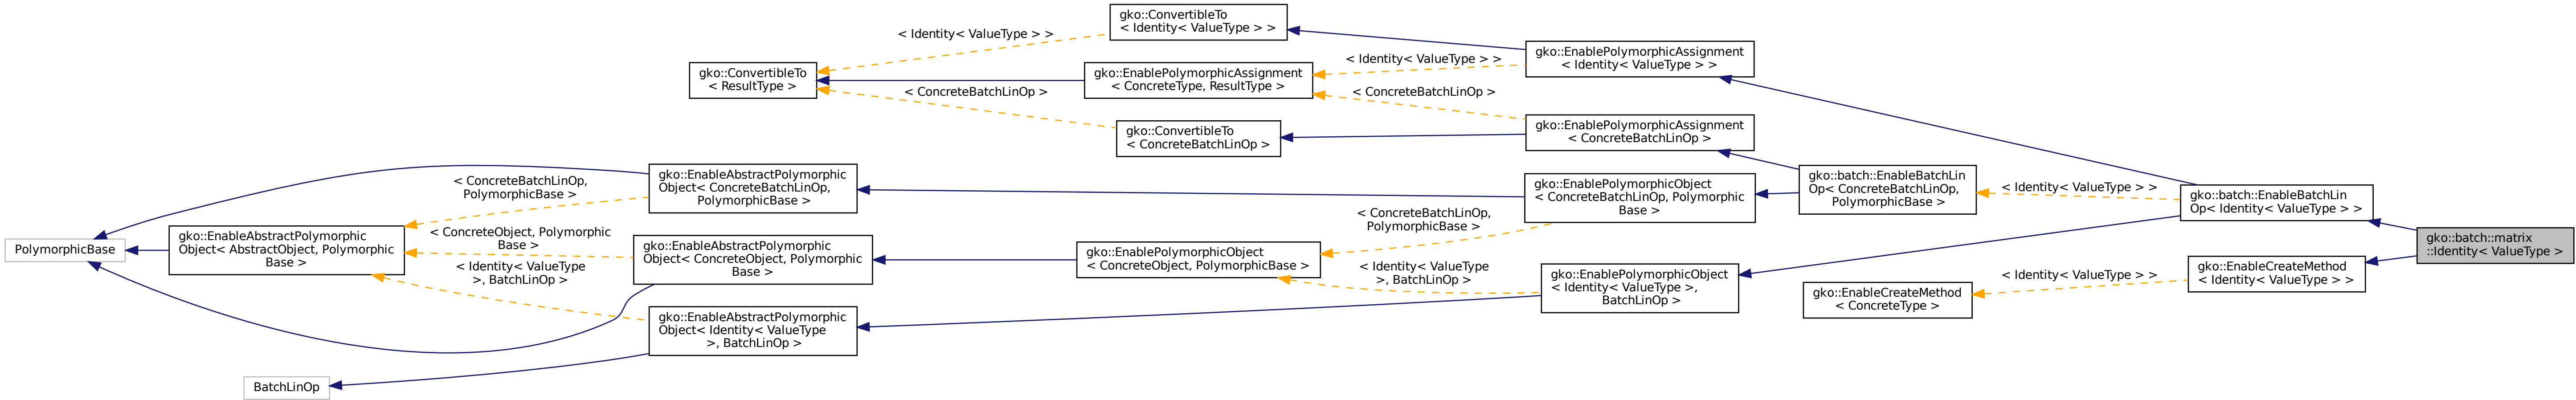 gko::ConvertibleTo
< Identity< ValueType > >
< Identity< ValueType > >
gko::EnablePolymorphicAssignment
< Identity< ValueType > >
< Identity< ValueType > >
gko::ConvertibleTo
< ResultType >
gko::EnablePolymorphicAssignment
< ConcreteType, ResultType >
< ConcreteBatchLinOp >
< ConcreteBatchLinOp >
gko::ConvertibleTo
< ConcreteBatchLinOp >
gko::EnablePolymorphicAssignment
< ConcreteBatchLinOp >
gko::EnableAbstractPolymorphic
Object< ConcreteBatchLinOp,
PolymorphicBase >
< ConcreteBatchLinOp,
PolymorphicBase >
gko::EnablePolymorphicObject
< ConcreteBatchLinOp, Polymorphic
Base >
gko::batch::EnableBatchLin
Op< ConcreteBatchLinOp,
PolymorphicBase >
< Identity< ValueType > >
gko::batch::EnableBatchLin
Op< Identity< ValueType > >
gko::batch::matrix
::Identity< ValueType >
PolymorphicBase
gko::EnableAbstractPolymorphic
Object< AbstractObject, Polymorphic
Base >
< ConcreteObject, Polymorphic
Base >
gko::EnableAbstractPolymorphic
Object< ConcreteObject, Polymorphic
Base >
gko::EnablePolymorphicObject
< ConcreteObject, PolymorphicBase >
< ConcreteBatchLinOp,
PolymorphicBase >
< Identity< ValueType
>, BatchLinOp >
< Identity< ValueType
>, BatchLinOp >
gko::EnablePolymorphicObject
< Identity< ValueType >,
BatchLinOp >
gko::EnableCreateMethod
< ConcreteType >
< Identity< ValueType > >
gko::EnableCreateMethod
< Identity< ValueType > >
gko::EnableAbstractPolymorphic
Object< Identity< ValueType
>, BatchLinOp >
BatchLinOp